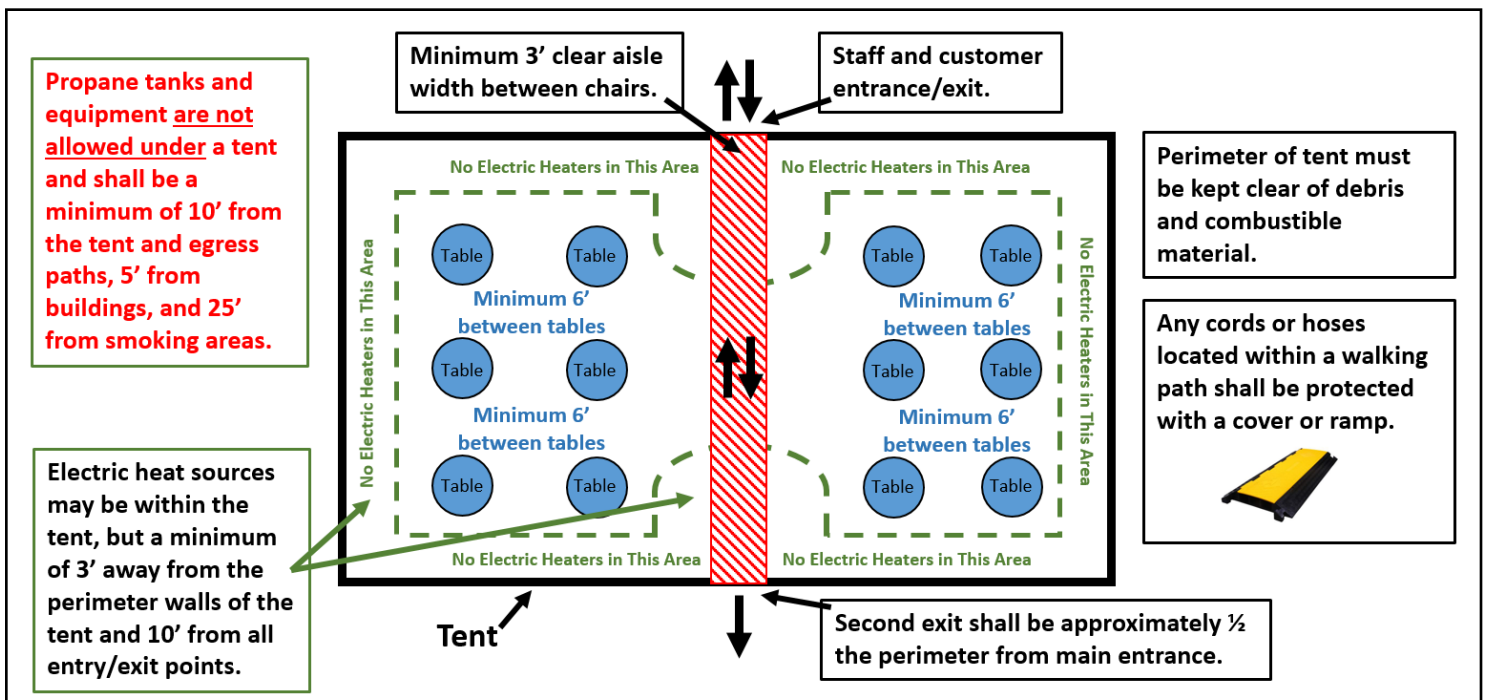 Propane tanks and
equipment are not
allowed under a tent
and shall be a
minimum of 10’ from
the tent and egress
paths, 5’ from
buildings, and 25’
from smoking areas.
Minimum 3’ clear aisle
width between chairs.
Staff and customer
entrance/exit.
Perimeter of tent must
be kept clear of debris
and combustible
material.
Any cords or hoses
located within a walking
path shall be protected
with a cover or ramp.
Electric heat sources
may be within the
tent, but a minimum
of 3’ away from the
perimeter walls of the
tent and 10’ from all
entry/exit points.
No Electric Heaters in This Area
No Electric Heaters in This Area
No Electric Heaters in This Area
No Electric Heaters in This Area
Table
Table
Table
Table
Minimum 6’
between tables
Minimum 6’
between tables
Table
Table
Table
Table
Minimum 6’
between tables
Minimum 6’
between tables
Table
Table
Table
Table
No Electric Heaters in This Area
No Electric Heaters in This Area
Tent
Second exit shall be approximately ½
the perimeter from main entrance.